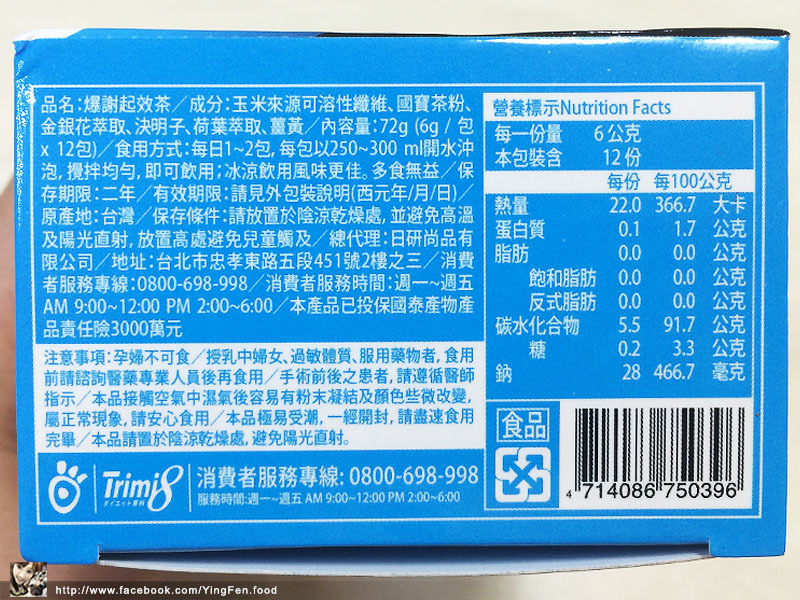 品名:爆謝起效茶/成分:玉米來源可溶性纖維、國寶茶粉、
金銀花萃取、決明子、荷葉萃取、薑黃/內容量:72g (6g / 包
x 12包)/食用方式:每日1~2包, 每包以250~300 ml開水沖
泡, 攪拌均勻, 即可飲用;冰涼飲用風味更佳。多食無益/保
存期限:二年/有效期限:請見外包裝說明(西元年/月/日)/
原產地:台灣/保存條件:請放置於陰涼乾燥處, 並避免高溫
及陽光直射, 放置高處避免兒童觸及/總代理:日研尚品有
限公司/地址:台北市忠孝東路五段451號2樓之三/消費
者服務專線:0800-698-998/消費者服務時間:週一~週五
AM 9:00~12:00 PM 2:00~6:00/本產品已投保國泰產物產
品責任險3000萬元
注意事項:孕婦不可食/授乳中婦女、過敏體質、服用藥物者, 食用
前請諮詢醫藥專業人員後再食用/手術前後之患者, 請遵循醫師
指示/本品接觸空氣中濕氣後容易有粉末凝結及顏色些微改變,
屬正常現象, 請安心食用/本品極易受潮, 一經開封, 請盡速食用
完畢/本品請置於陰涼乾燥處, 避免陽光直射。
Trimi8
ダイエット專科
消費者服務專線: 0800-698-998
服務時間:週一~週五 AM 9:00~12:00 PM 2:00~6:00
營養標示Nutrition Facts
每一份量 6公克
本包裝含 12份
每份 每100公克
熱量 22.0 366.7 大卡
蛋白質 0.1 1.7 公克
脂肪 0.0 0.0 公克
飽和脂肪 0.0 0.0 公克
反式脂肪 0.0 0.0 公克
碳水化合物 5.5 91.7 公克
糖 0.2 3.3 公克
鈉 28 466.7 毫克
食品
4 714086 750396
http://www.facebook.com/YingFen.food